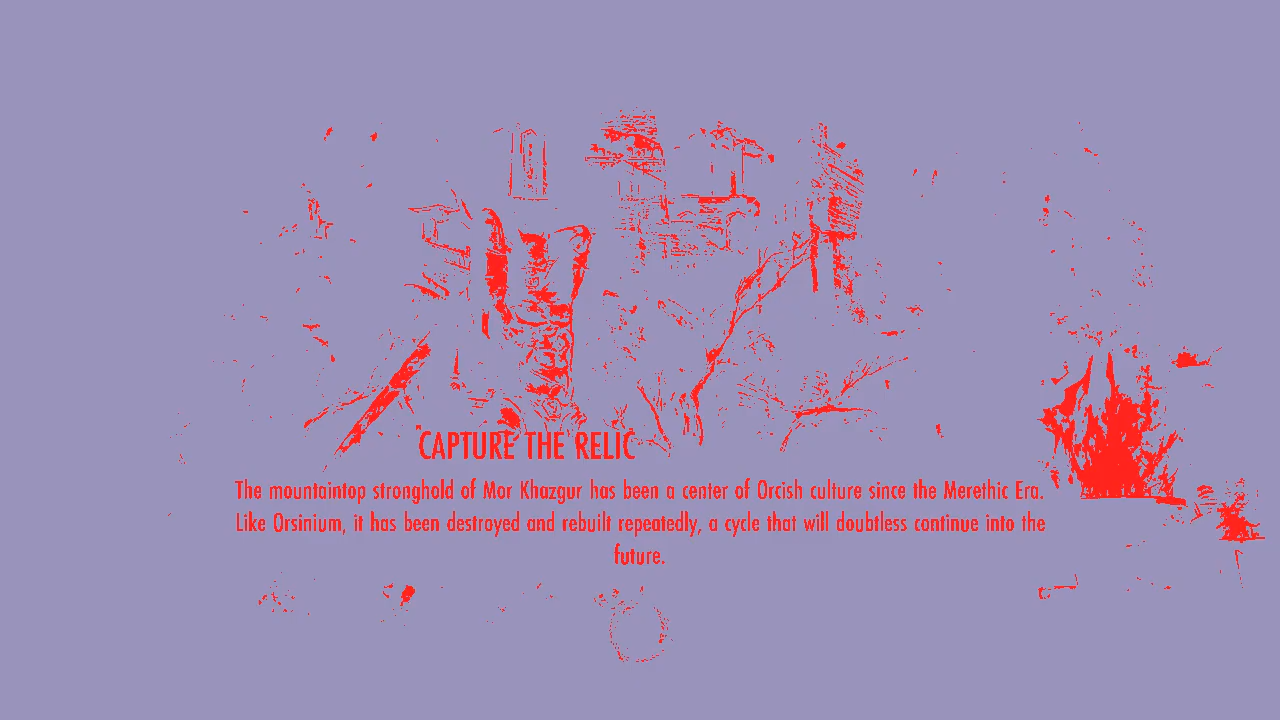 CAPTURE THE RELIC
The mountaintop stronghold of Mor Khazgur has been a center of Orcish culture since the Merethic Era.
Like Orsinium, it has been destroyed and rebuilt repeatedly, a cycle that will doubtless continue into the
future.